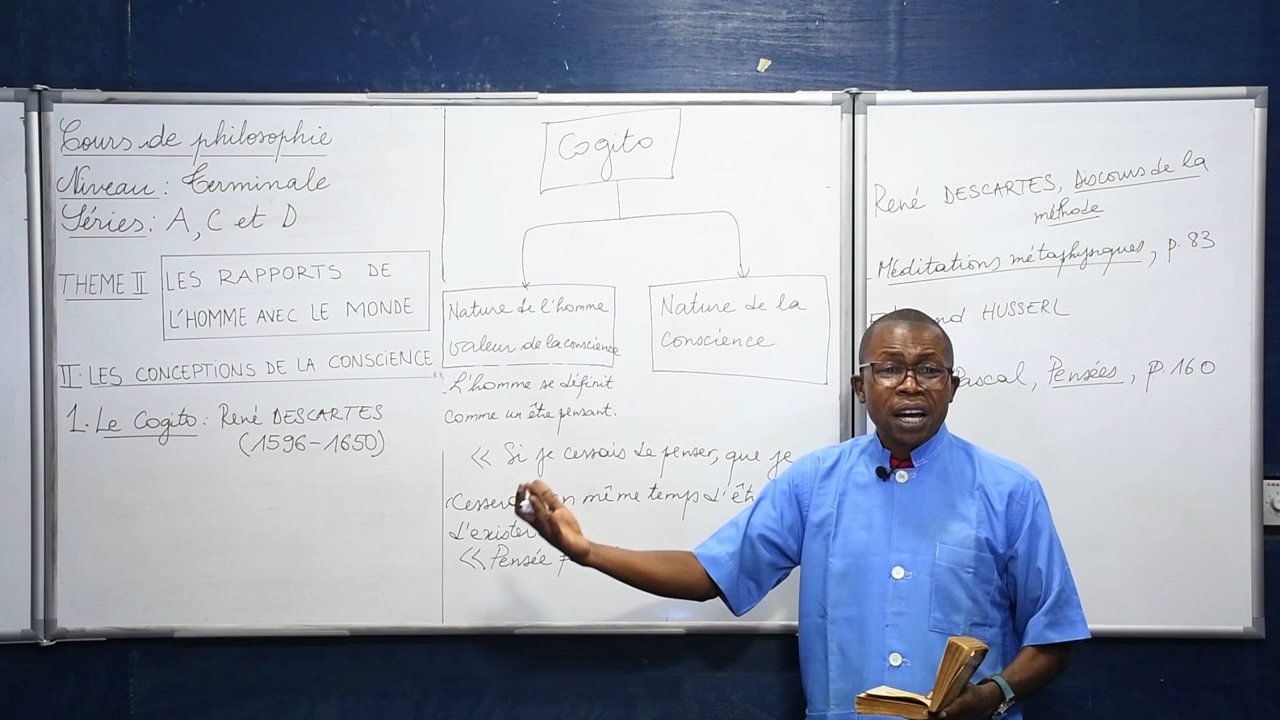 Cours de philosophie
Niveau : Terminale
Séries : A, C et D
THEME II
LES RAPPORTS DE
L'HOMME AVEC LE MONDE
II. LES CONCEPTIONS DE LA CONSCIENCE
1. Le Cogito : René DESCARTES
(1596-1650)
Cogito
Nature de l'homme
valeur de la conscience
Nature de la
conscience
L'homme se définit
comme un être pensant.
<< Si je cessais de penser, que je
en même temps d'
d'exister
<< Pensée
René DESCARTES, Discours de la
méthode
Méditations métaphysiques, p. 83
HUSSERL
Pascal, Pensées, p. 160